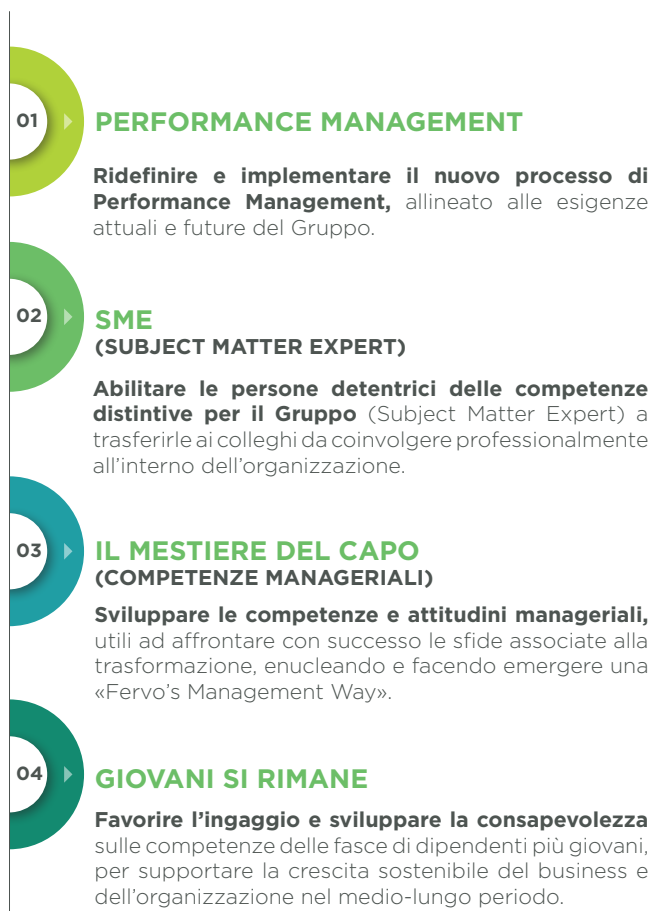 01
PERFORMANCE MANAGEMENT
Ridefinire e implementare il nuovo processo di
Performance Management, allineato alle esigenze
attuali e future del Gruppo.
02
SME
(SUBJECT MATTER EXPERT)
Abilitare le persone detentrici delle competenze
distintive per il Gruppo (Subject Matter Expert) a
trasferirle ai colleghi da coinvolgere professionalmente
all’interno dell’organizzazione.
03
IL MESTIERE DEL CAPO
(COMPETENZE MANAGERIALI)
Sviluppare le competenze e attitudini manageriali,
utili ad affrontare con successo le sfide associate alla
trasformazione, enucleando e facendo emergere una
«Fervo’s Management Way».
04
GIOVANI SI RIMANE
Favorire l’ingaggio e sviluppare la consapevolezza
sulle competenze delle fasce di dipendenti più giovani,
per supportare la crescita sostenibile del business e
dell’organizzazione nel medio-lungo periodo.